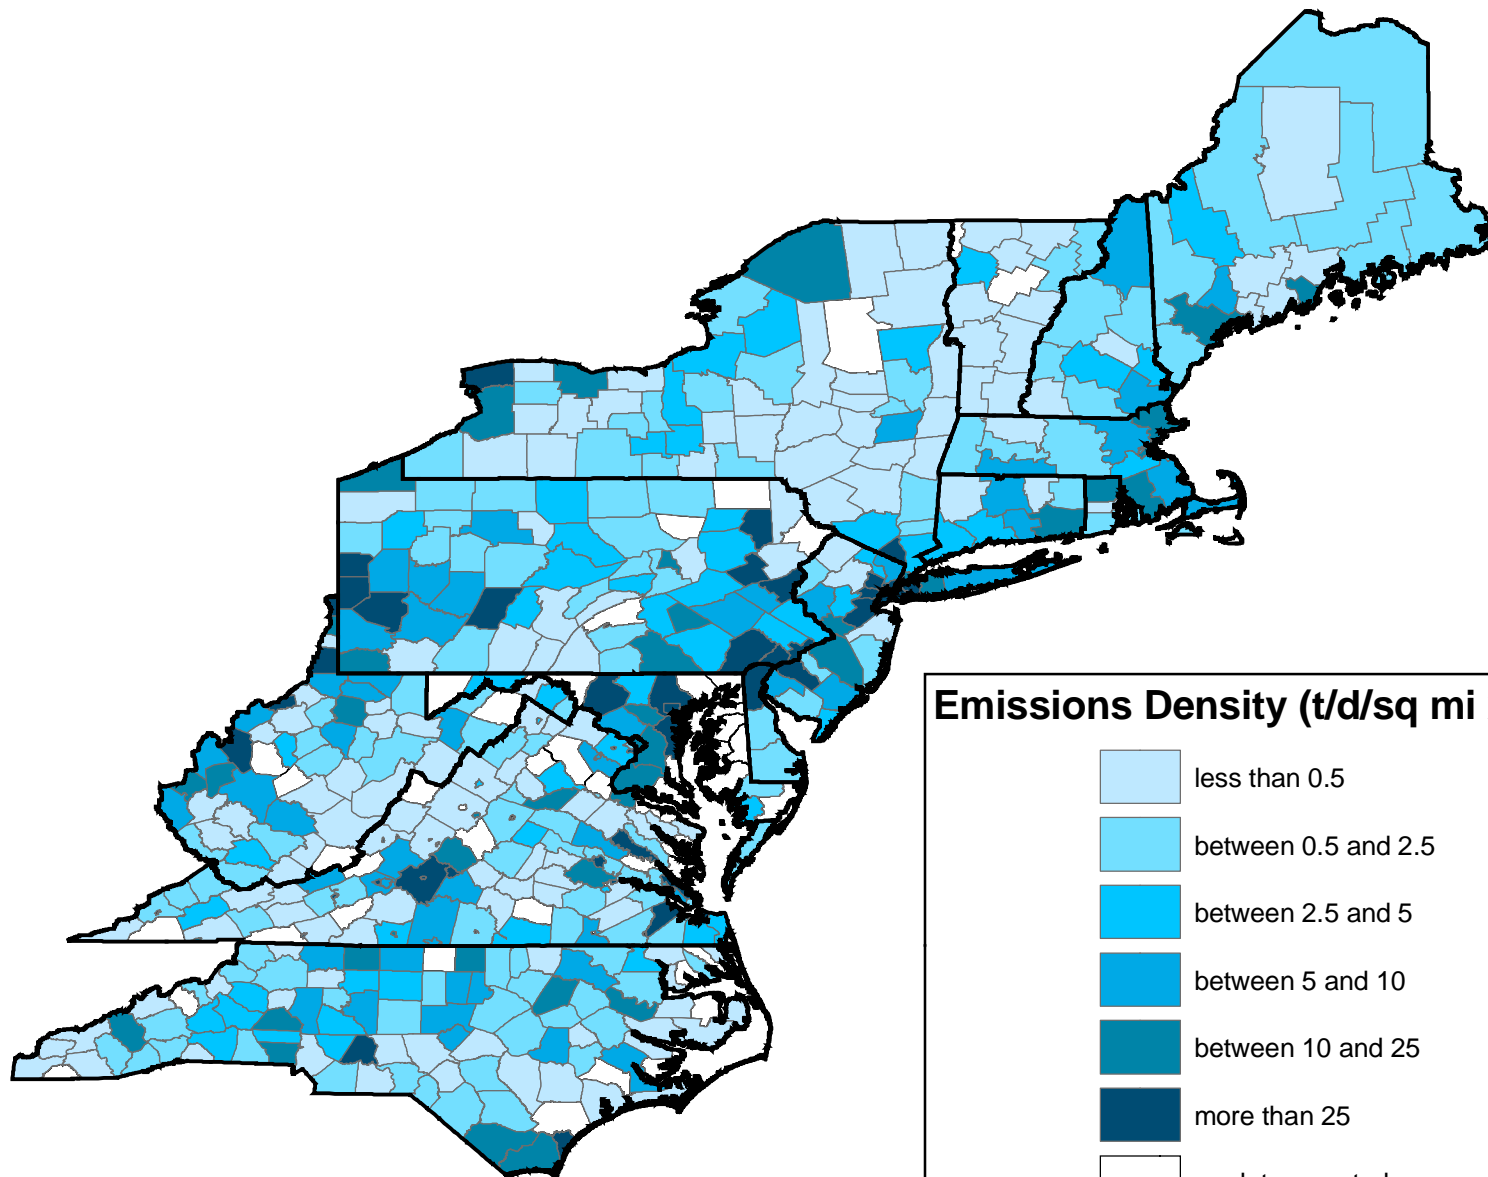 Emissions Density (t/d/sq mi
less than 0.5
between 0.5 and 2.5
between 2.5 and 5
between 5 and 10
between 10 and 25
more than 25